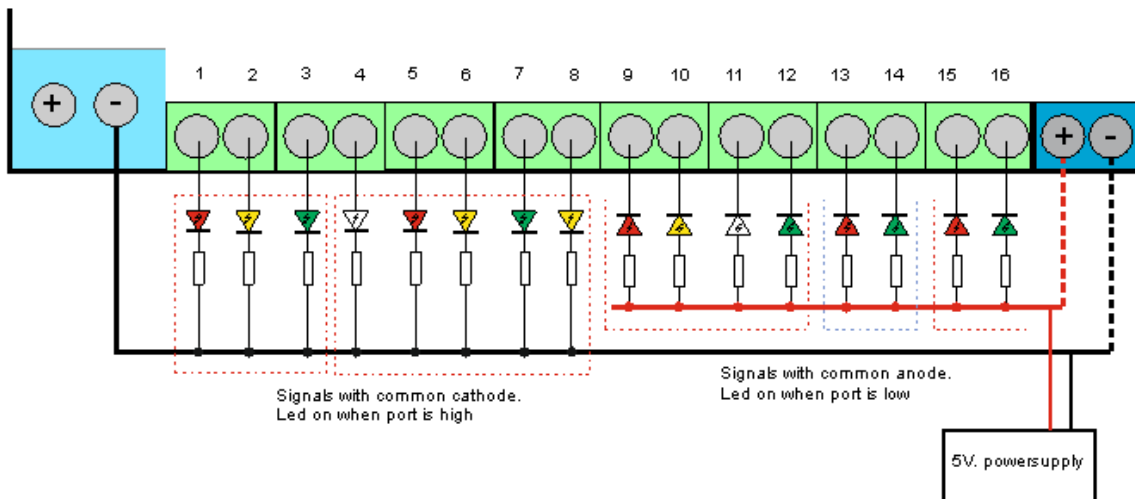 1 2 3 4 5 6 7 8 9 10 11 12 13 14 15 16
+ - + -
Signals with common cathode.
Led on when port is high
Signals with common anode.
Led on when port is low
5V. powersupply